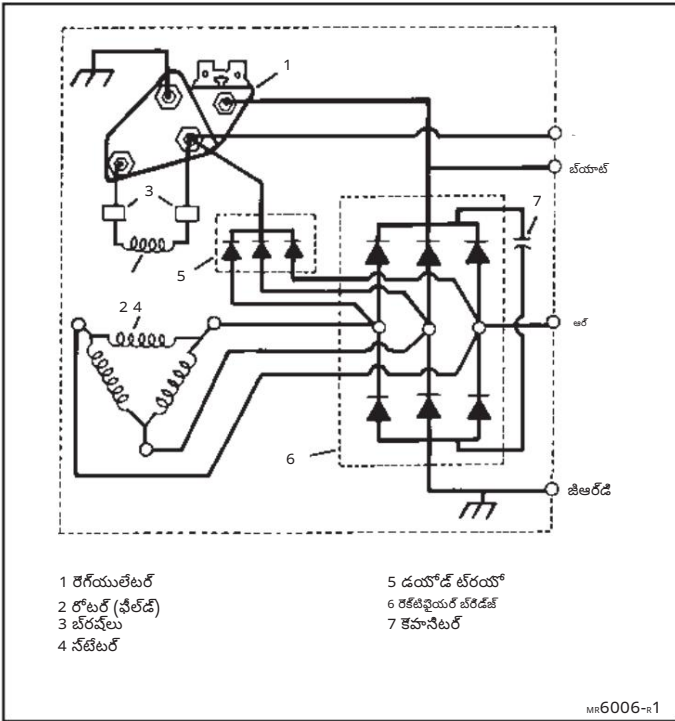 1
-
బ్యాట్
3
7
5
2 4
ఆర్
6
జీఆర్‌డి
1 రెగ్‌యులేటర్
2 రోటర్ (ఫీల్డ్)
3 బ్‌రష్‌లు
4 స్‌టేటర్
5 డయోడ్ ట్‌రయో
6 రెక్‌టిఫైయర్ బ్‌రిడ్జ్
7 కెపాసిటర్
MR6006-R1